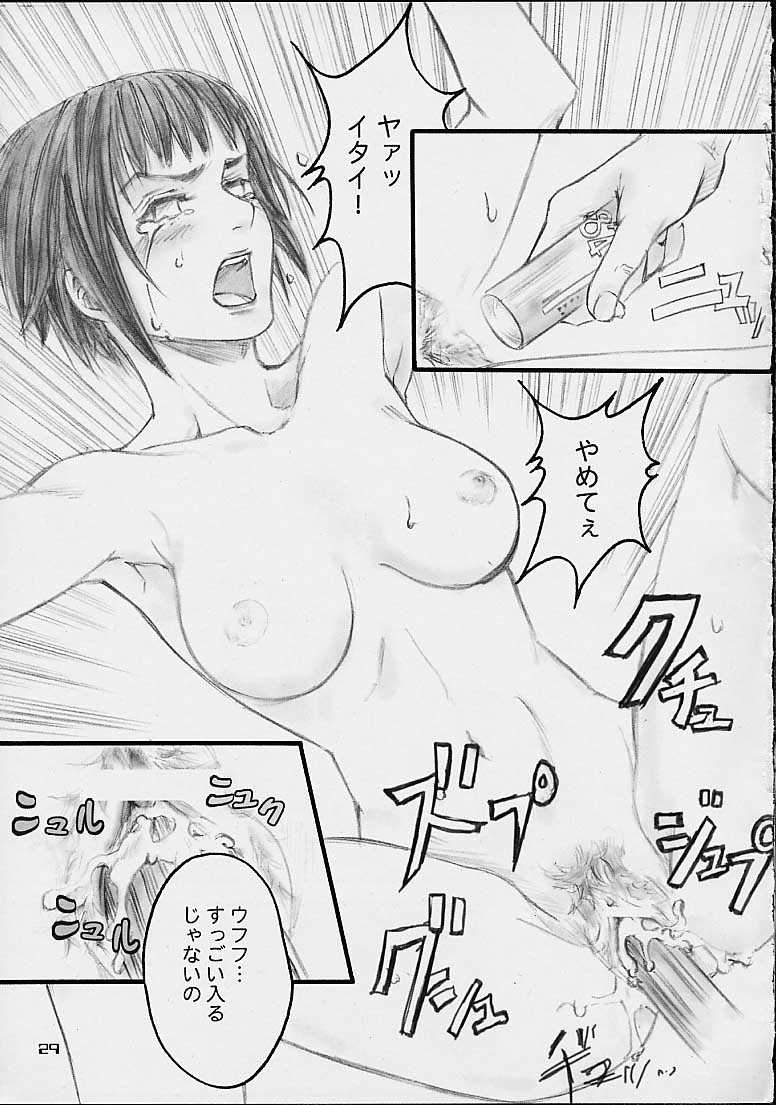 ヤァッ
イタイ！
ニュッ
やめてぇ
クチュ
ズプ
ジュプ
グシュ
ニュル
ニュク
ニュル
ウフフ…
すっごい入る
じゃないの
29